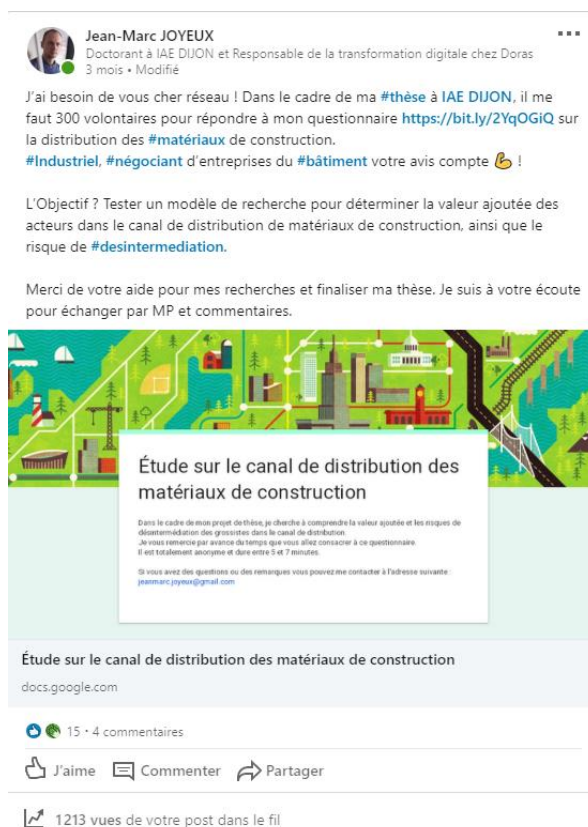 Jean-Marc JOYEUX
Doctorant à IAE DIJON et Responsable de la transformation digitale chez Doras
3 mois • Modifié
J'ai besoin de vous cher réseau ! Dans le cadre de ma #thèse à IAE DIJON, il me
faut 300 volontaires pour répondre à mon questionnaire https://bit.ly/2YqOGiQ sur
la distribution des #matériaux de construction.
#Industriel, #négociant d'entreprises du #bâtiment votre avis compte 💪 !
L'Objectif ? Tester un modèle de recherche pour déterminer la valeur ajoutée des
acteurs dans le canal de distribution de matériaux de construction, ainsi que le
risque de #desintermediation.
Merci de votre aide pour mes recherches et finaliser ma thèse. Je suis à votre écoute
pour échanger par MP et commentaires.
Étude sur le canal de distribution des
matériaux de construction
Dans le cadre de mon projet de thèse, je cherche à comprendre la valeur ajoutée et les risques de
désintermédiation des grossistes dans le canal de distribution
Je vous remercie par avance du temps que vous allez consacrer à ce questionnaire.
Il est totalement anonyme et dure entre 5 et 7 minutes.
Si vous avez des questions ou des remarques vous pouvez me contacter à l'adresse suivante :
jeanmarc.joyeux@gmail.com
Étude sur le canal de distribution des matériaux de construction
docs.google.com
15 • 4 commentaires
J'aime Commenter Partager
1213 vues de votre post dans le fil